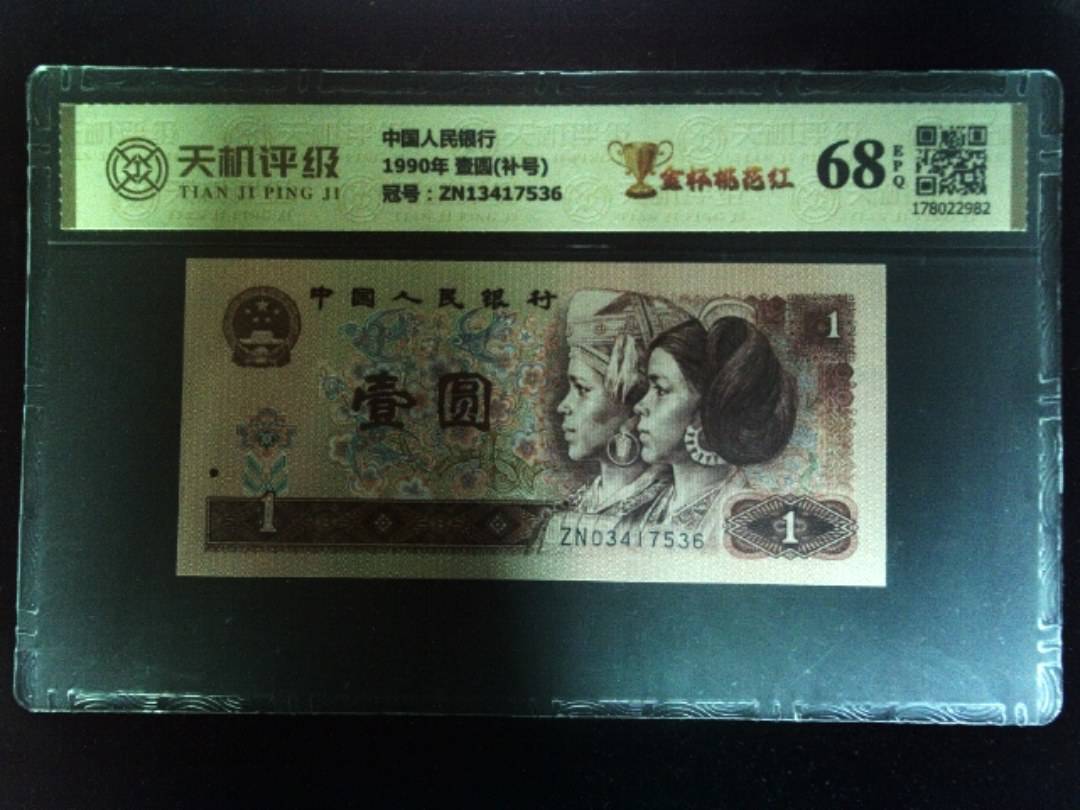 天机评级
TIAN JI PING JI
中国人民银行
1990年 壹圆(补号)
冠号：ZN13417536
金杯桃花红
68
EPQ
178022982
中国人民银行
1
壹圆
1
ZN03417536
1